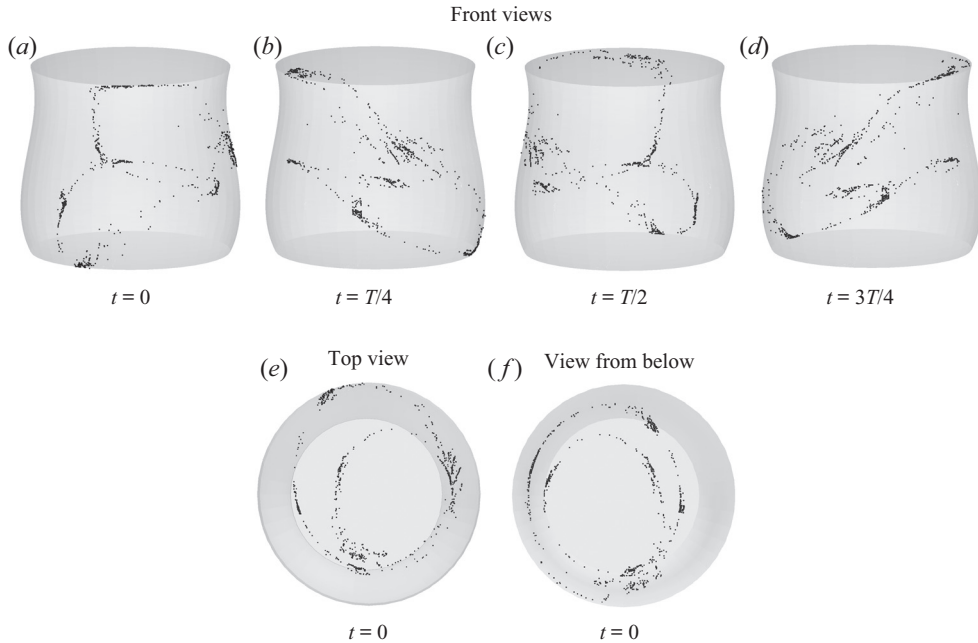 Front views
(a) (b) (c) (d)
t = 0 t = T/4 t = T/2 t = 3T/4
(e) Top view (f) View from below
t = 0 t = 0